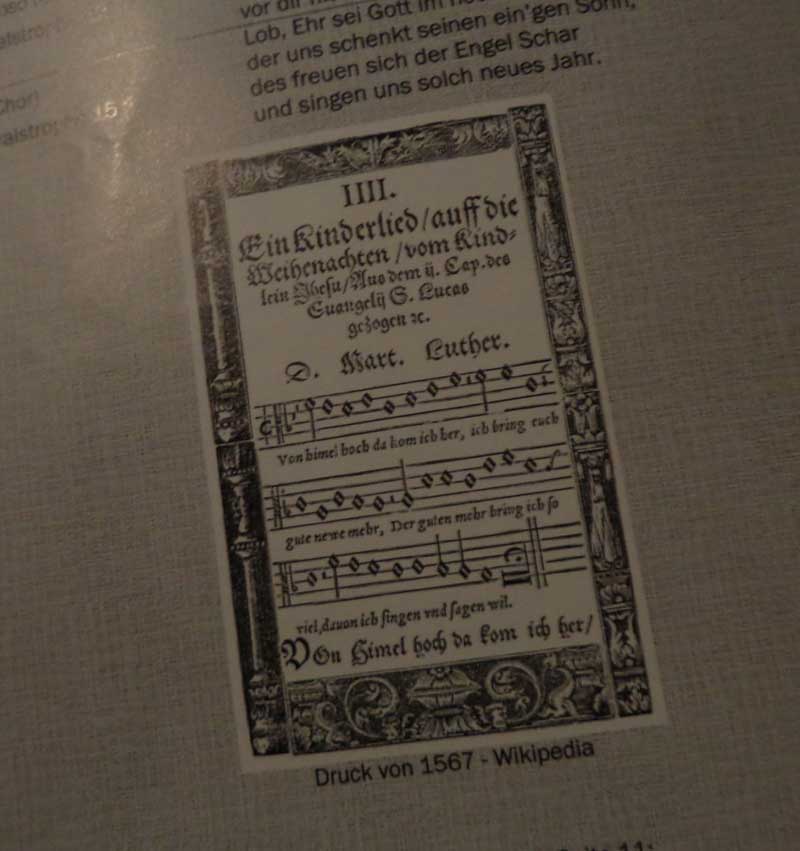 vor dir
Lob, Ehr sei Gott im
der uns schenkt seinen ein'gen Sohn,
des freuen sich der Engel Schar
und singen uns solch neues Jahr.
Chor)
15
IIII.
Ein Kinderlied / auff die
Weihenachten / vom Kind-
lein Jhesu / Aus dem ij. Cap. des
Euangelij S. Lucas
gezogen ꝛc.
D. Mart. Luther.
Von himel hoch da kom ich her, ich bring euch
gute newe mehr, Der guten mehr bring ich so
viel, dauon ich singen vnd sagen wil.
VOn Himel hoch da kom ich her /
Druck von 1567 - Wikipedia